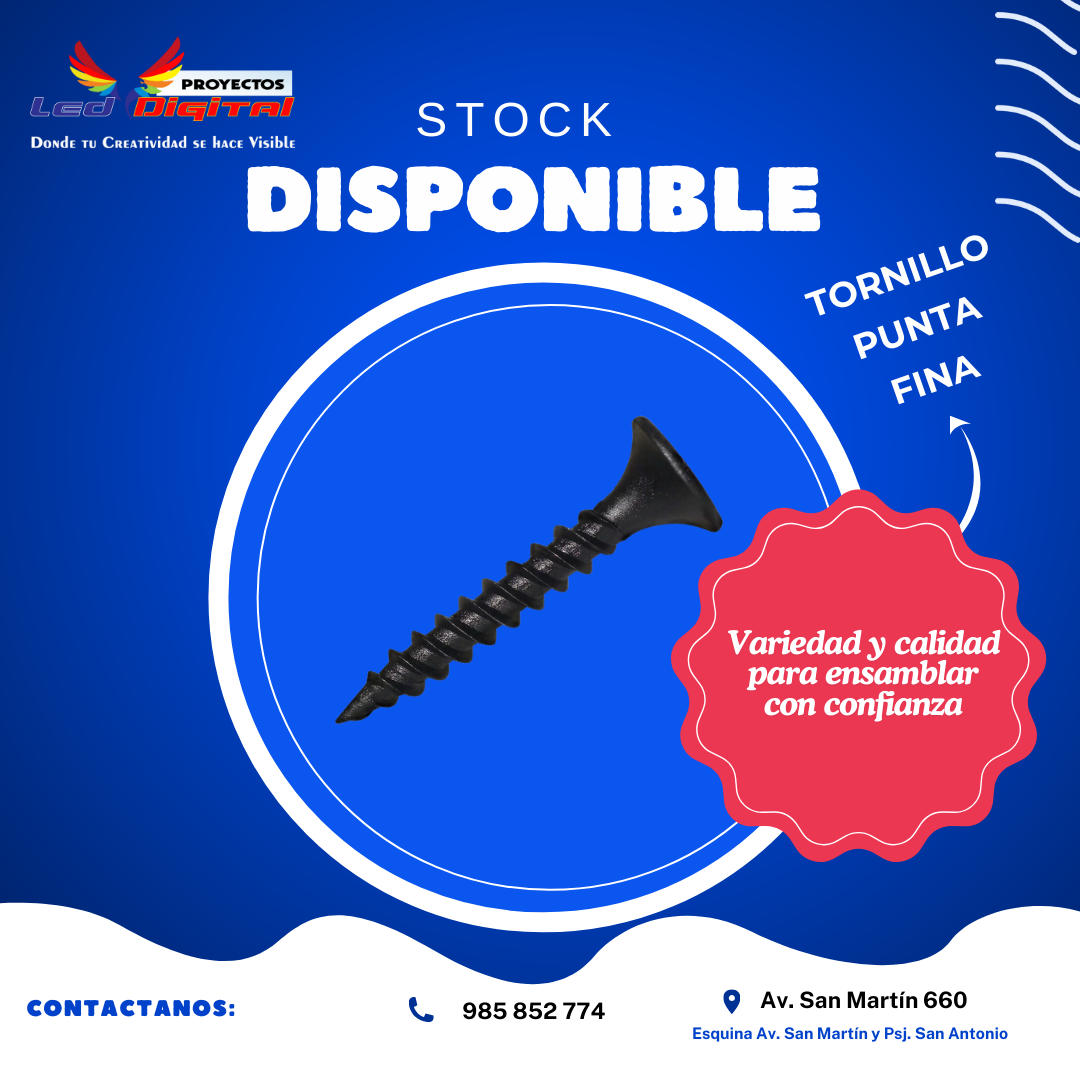 PROYECTOS
Led Digital
Donde tu Creatividad se hace Visible
STOCK
DISPONIBLE
TORNILLO
PUNTA
FINA
Variedad y calidad
para ensamblar
con confianza
CONTACTANOS:
985 852 774
Av. San Martín 660
Esquina Av. San Martín y Psj. San Antonio